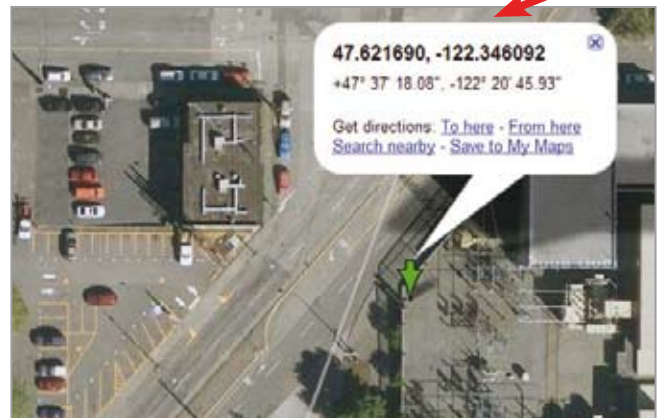 47.621690, -122.346092
+47° 37' 18.08", -122° 20' 45.93"
Get directions: To here - From here
Search nearby - Save to My Maps